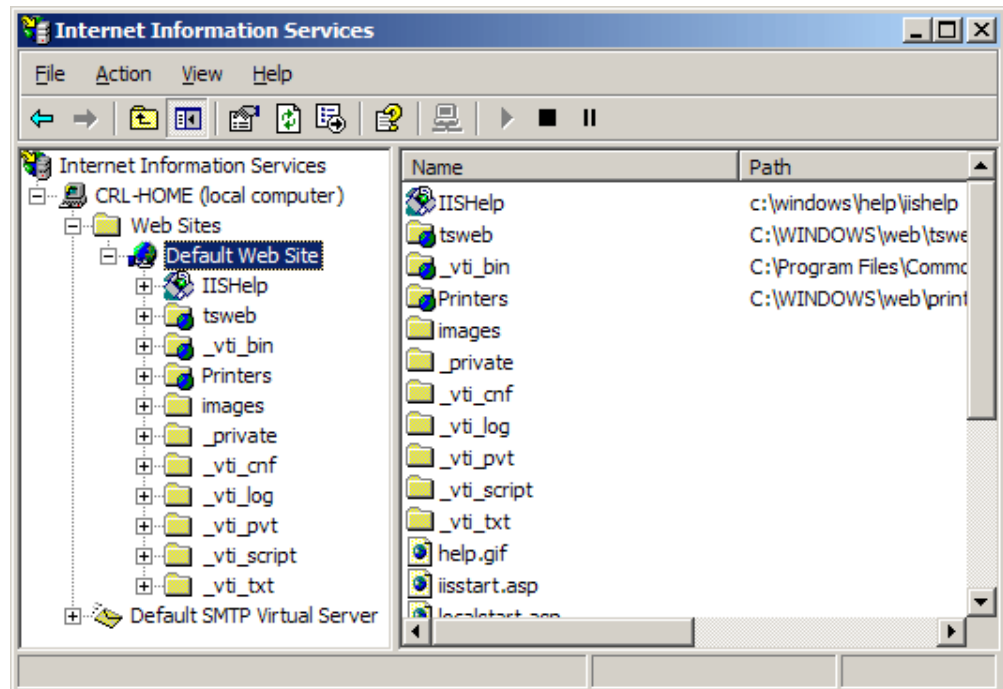 Internet Information Services
File Action View Help
Internet Information Services
CRL-HOME (local computer)
Web Sites
Default Web Site
IISHelp
tsweb
_vti_bin
Printers
images
_private
_vti_cnf
_vti_log
_vti_pvt
_vti_script
_vti_txt
Default SMTP Virtual Server
Name Path
IISHelp c:\windows\help\iishelp
tsweb C:\WINDOWS\web\tswe
_vti_bin C:\Program Files\Commo
Printers C:\WINDOWS\web\print
images
_private
_vti_cnf
_vti_log
_vti_pvt
_vti_script
_vti_txt
help.gif
iisstart.asp
localstart.asp